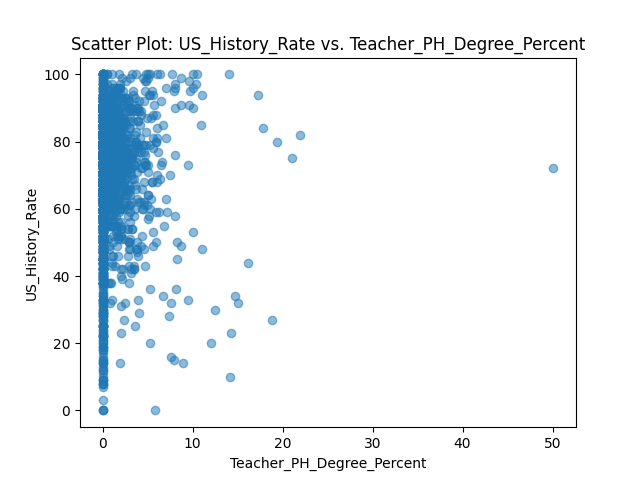 Scatter Plot: US_History_Rate vs. Teacher_PH_Degree_Percent
100
80
60
40
20
0
US_History_Rate
0 10 20 30 40 50
Teacher_PH_Degree_Percent